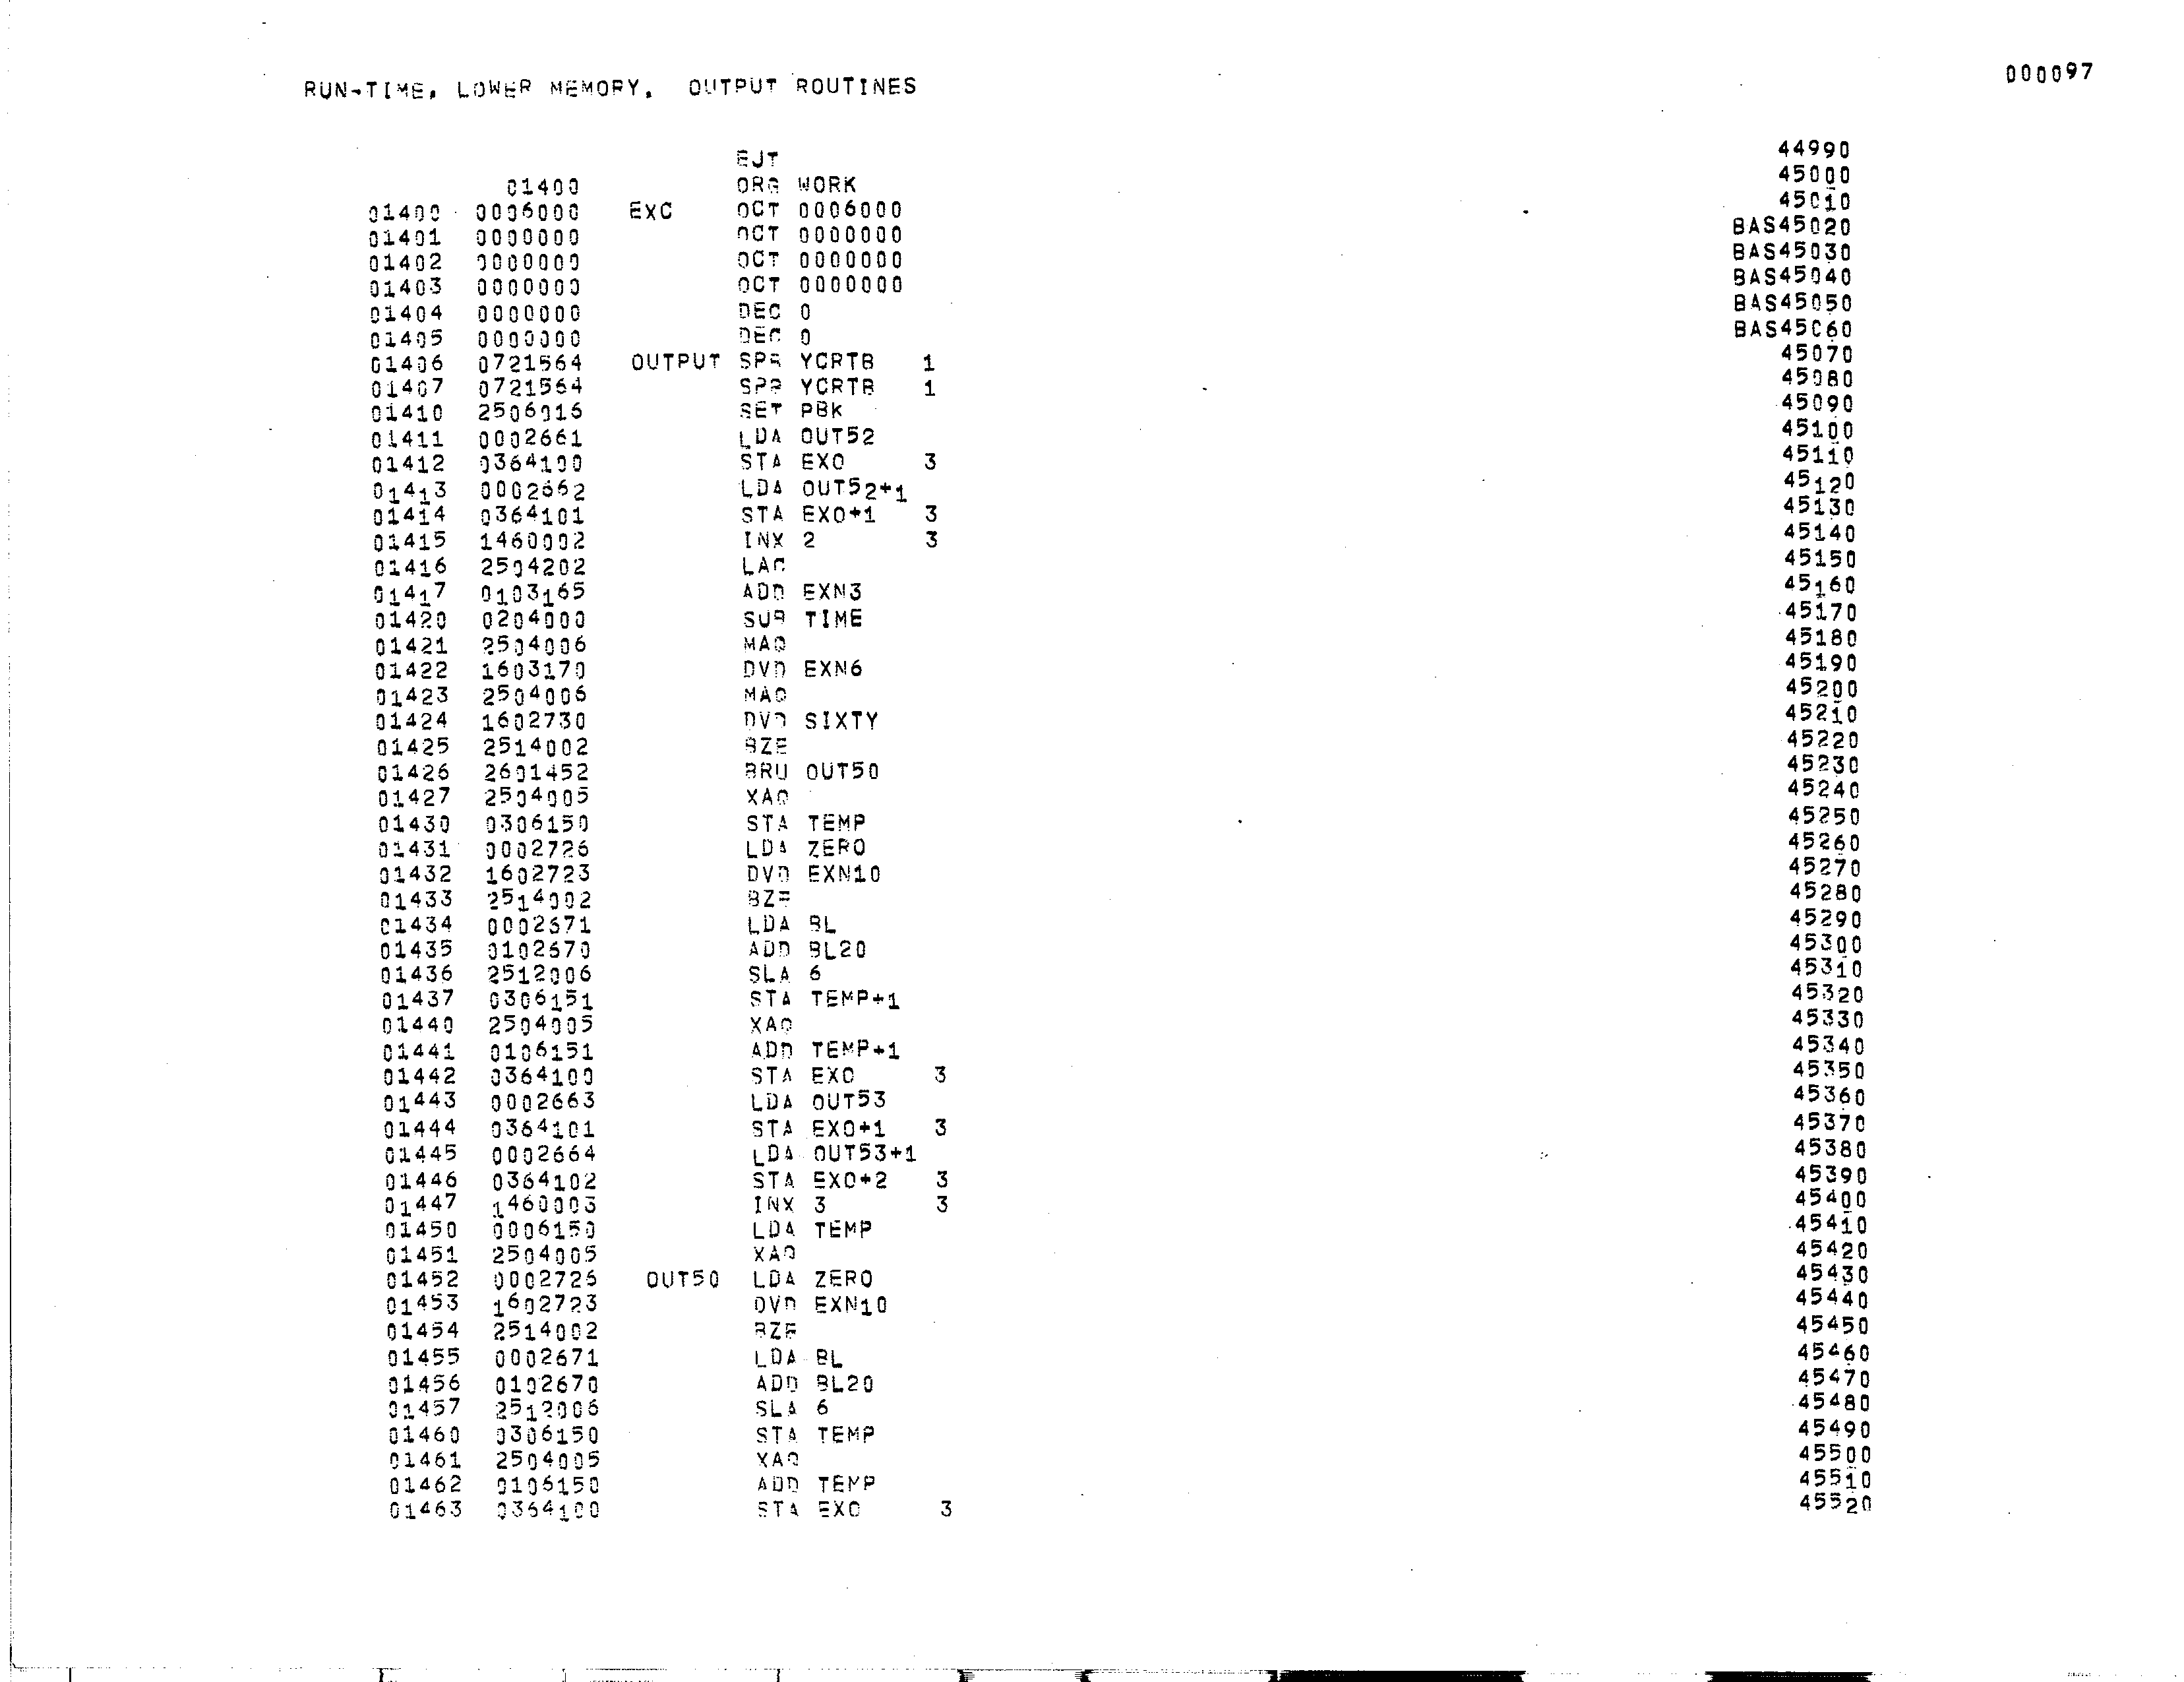 000097
RUN-TIME, LOWER MEMORY, OUTPUT ROUTINES
EJT 44990
01400 ORG WORK 45000
01400 0006000 EXC OCT 0006000 45010
01401 0000000 OCT 0000000 BAS45020
01402 0000000 OCT 0000000 BAS45030
01403 0000000 OCT 0000000 BAS45040
01404 0000000 DEC 0 BAS45050
01405 0000000 DEC 0 BAS45060
01406 0721564 OUTPUT SPB YCRTB 1 45070
01407 0721564 SPB YCRTB 1 45080
01410 2506016 SET PBK 45090
01411 0002661 LDA OUT52 45100
01412 0364100 STA EXO 3 45110
01413 0002662 LDA OUT52+1 45120
01414 0364101 STA EXO+1 3 45130
01415 1460002 INX 2 3 45140
01416 2504202 LAC 45150
01417 0103165 ADD EXN3 45160
01420 0204000 SUB TIME 45170
01421 2504006 MAQ 45180
01422 1603170 DVD EXN6 45190
01423 2504006 MAQ 45200
01424 1602730 DVD SIXTY 45210
01425 2514002 BZE 45220
01426 2601452 BRU OUT50 45230
01427 2504005 XAQ 45240
01430 0306150 STA TEMP 45250
01431 0002726 LDA ZERO 45260
01432 1602723 DVD EXN10 45270
01433 2514002 BZE 45280
01434 0002671 LDA BL 45290
01435 0102670 ADD BL20 45300
01436 2512006 SLA 6 45310
01437 0306151 STA TEMP+1 45320
01440 2504005 XAQ 45330
01441 0106151 ADD TEMP+1 45340
01442 0364100 STA EXO 3 45350
01443 0002663 LDA OUT53 45360
01444 0364101 STA EXO+1 3 45370
01445 0002664 LDA OUT53+1 45380
01446 0364102 STA EXO+2 3 45390
01447 1460003 INX 3 3 45400
01450 0006150 LDA TEMP 45410
01451 2504005 XAQ 45420
01452 0002726 OUT50 LDA ZERO 45430
01453 1602723 DVD EXN10 45440
01454 2514002 BZE 45450
01455 0002671 LDA BL 45460
01456 0102670 ADD BL20 45470
01457 2512006 SLA 6 45480
01460 0306150 STA TEMP 45490
01461 2504005 XAQ 45500
01462 0106150 ADD TEMP 45510
01463 0364100 STA EXO 3 45520